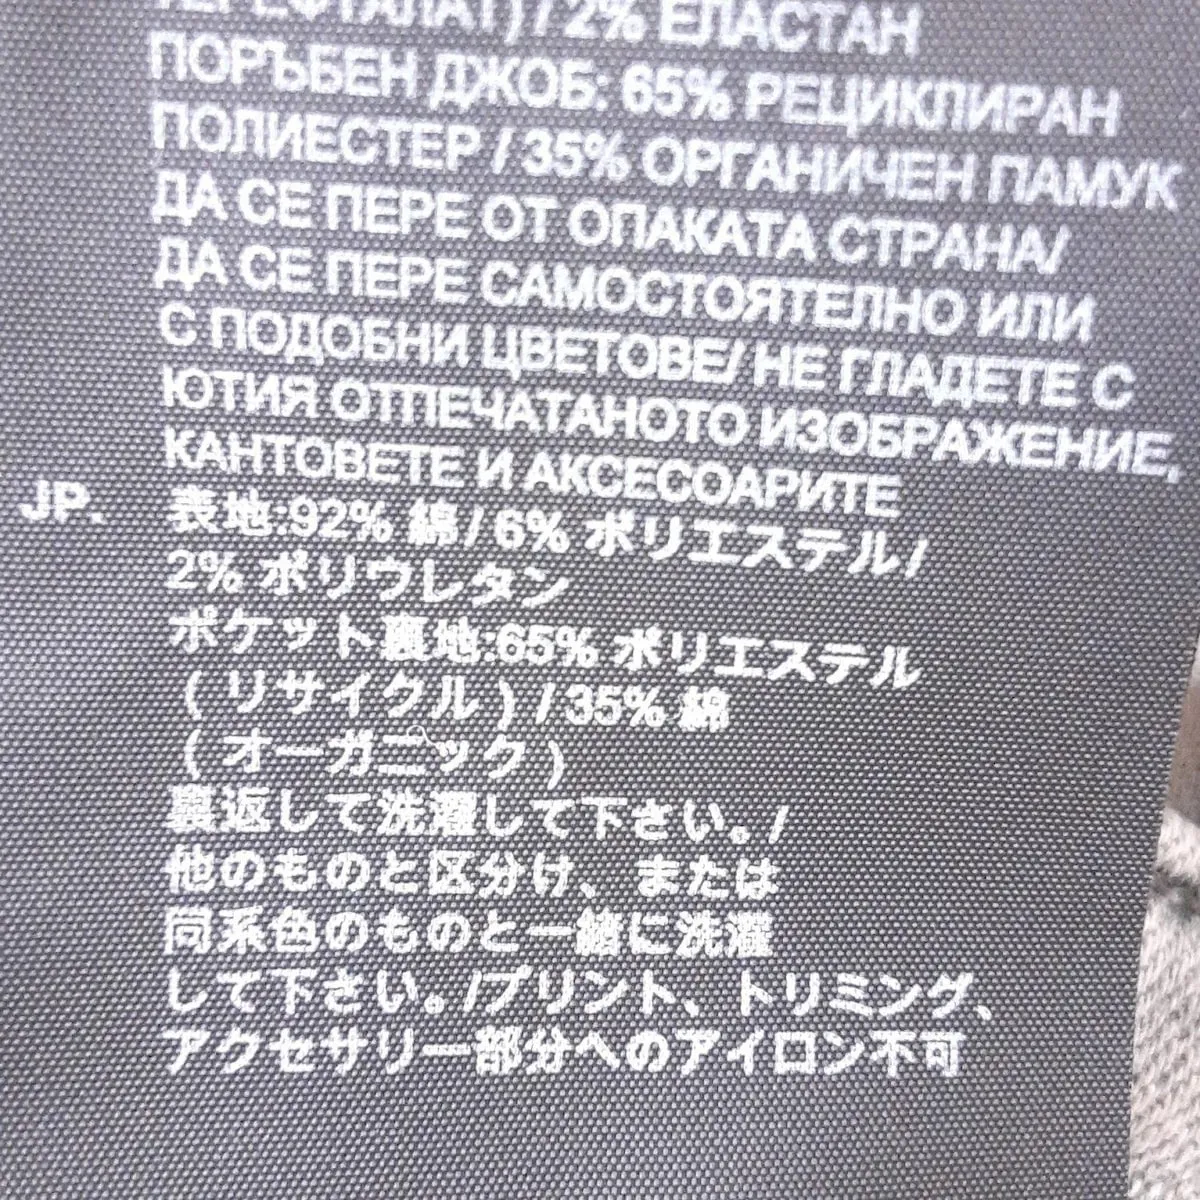 ТЕРЕФТАЛАТ) / 2% ЕЛАСТАН
ПОРЪБЕН ДЖОБ: 65% РЕЦИКЛИРАН
ПОЛИЕСТЕР / 35% ОРГАНИЧЕН ПАМУК
ДА СЕ ПЕРЕ ОТ ОПАКАТА СТРАНА/
ДА СЕ ПЕРЕ САМОСТОЯТЕЛНО ИЛИ
С ПОДОБНИ ЦВЕТОВЕ/ НЕ ГЛАДЕТЕ С
ЮТИЯ ОТПЕЧАТАНОТО ИЗОБРАЖЕНИЕ,
КАНТОВЕТЕ И АКСЕСОАРИТЕ
JP. 表地:92% 綿 / 6% ポリエステル /
2% ポリウレタン
ポケット裏地:65% ポリエステル
( リサイクル ) / 35% 綿
( オーガニック )
裏返して洗濯して下さい。/
他のものと区分け、または
同系色のものと一緒に洗濯
して下さい。/プリント、トリミング、
アクセサリー部分へのアイロン不可